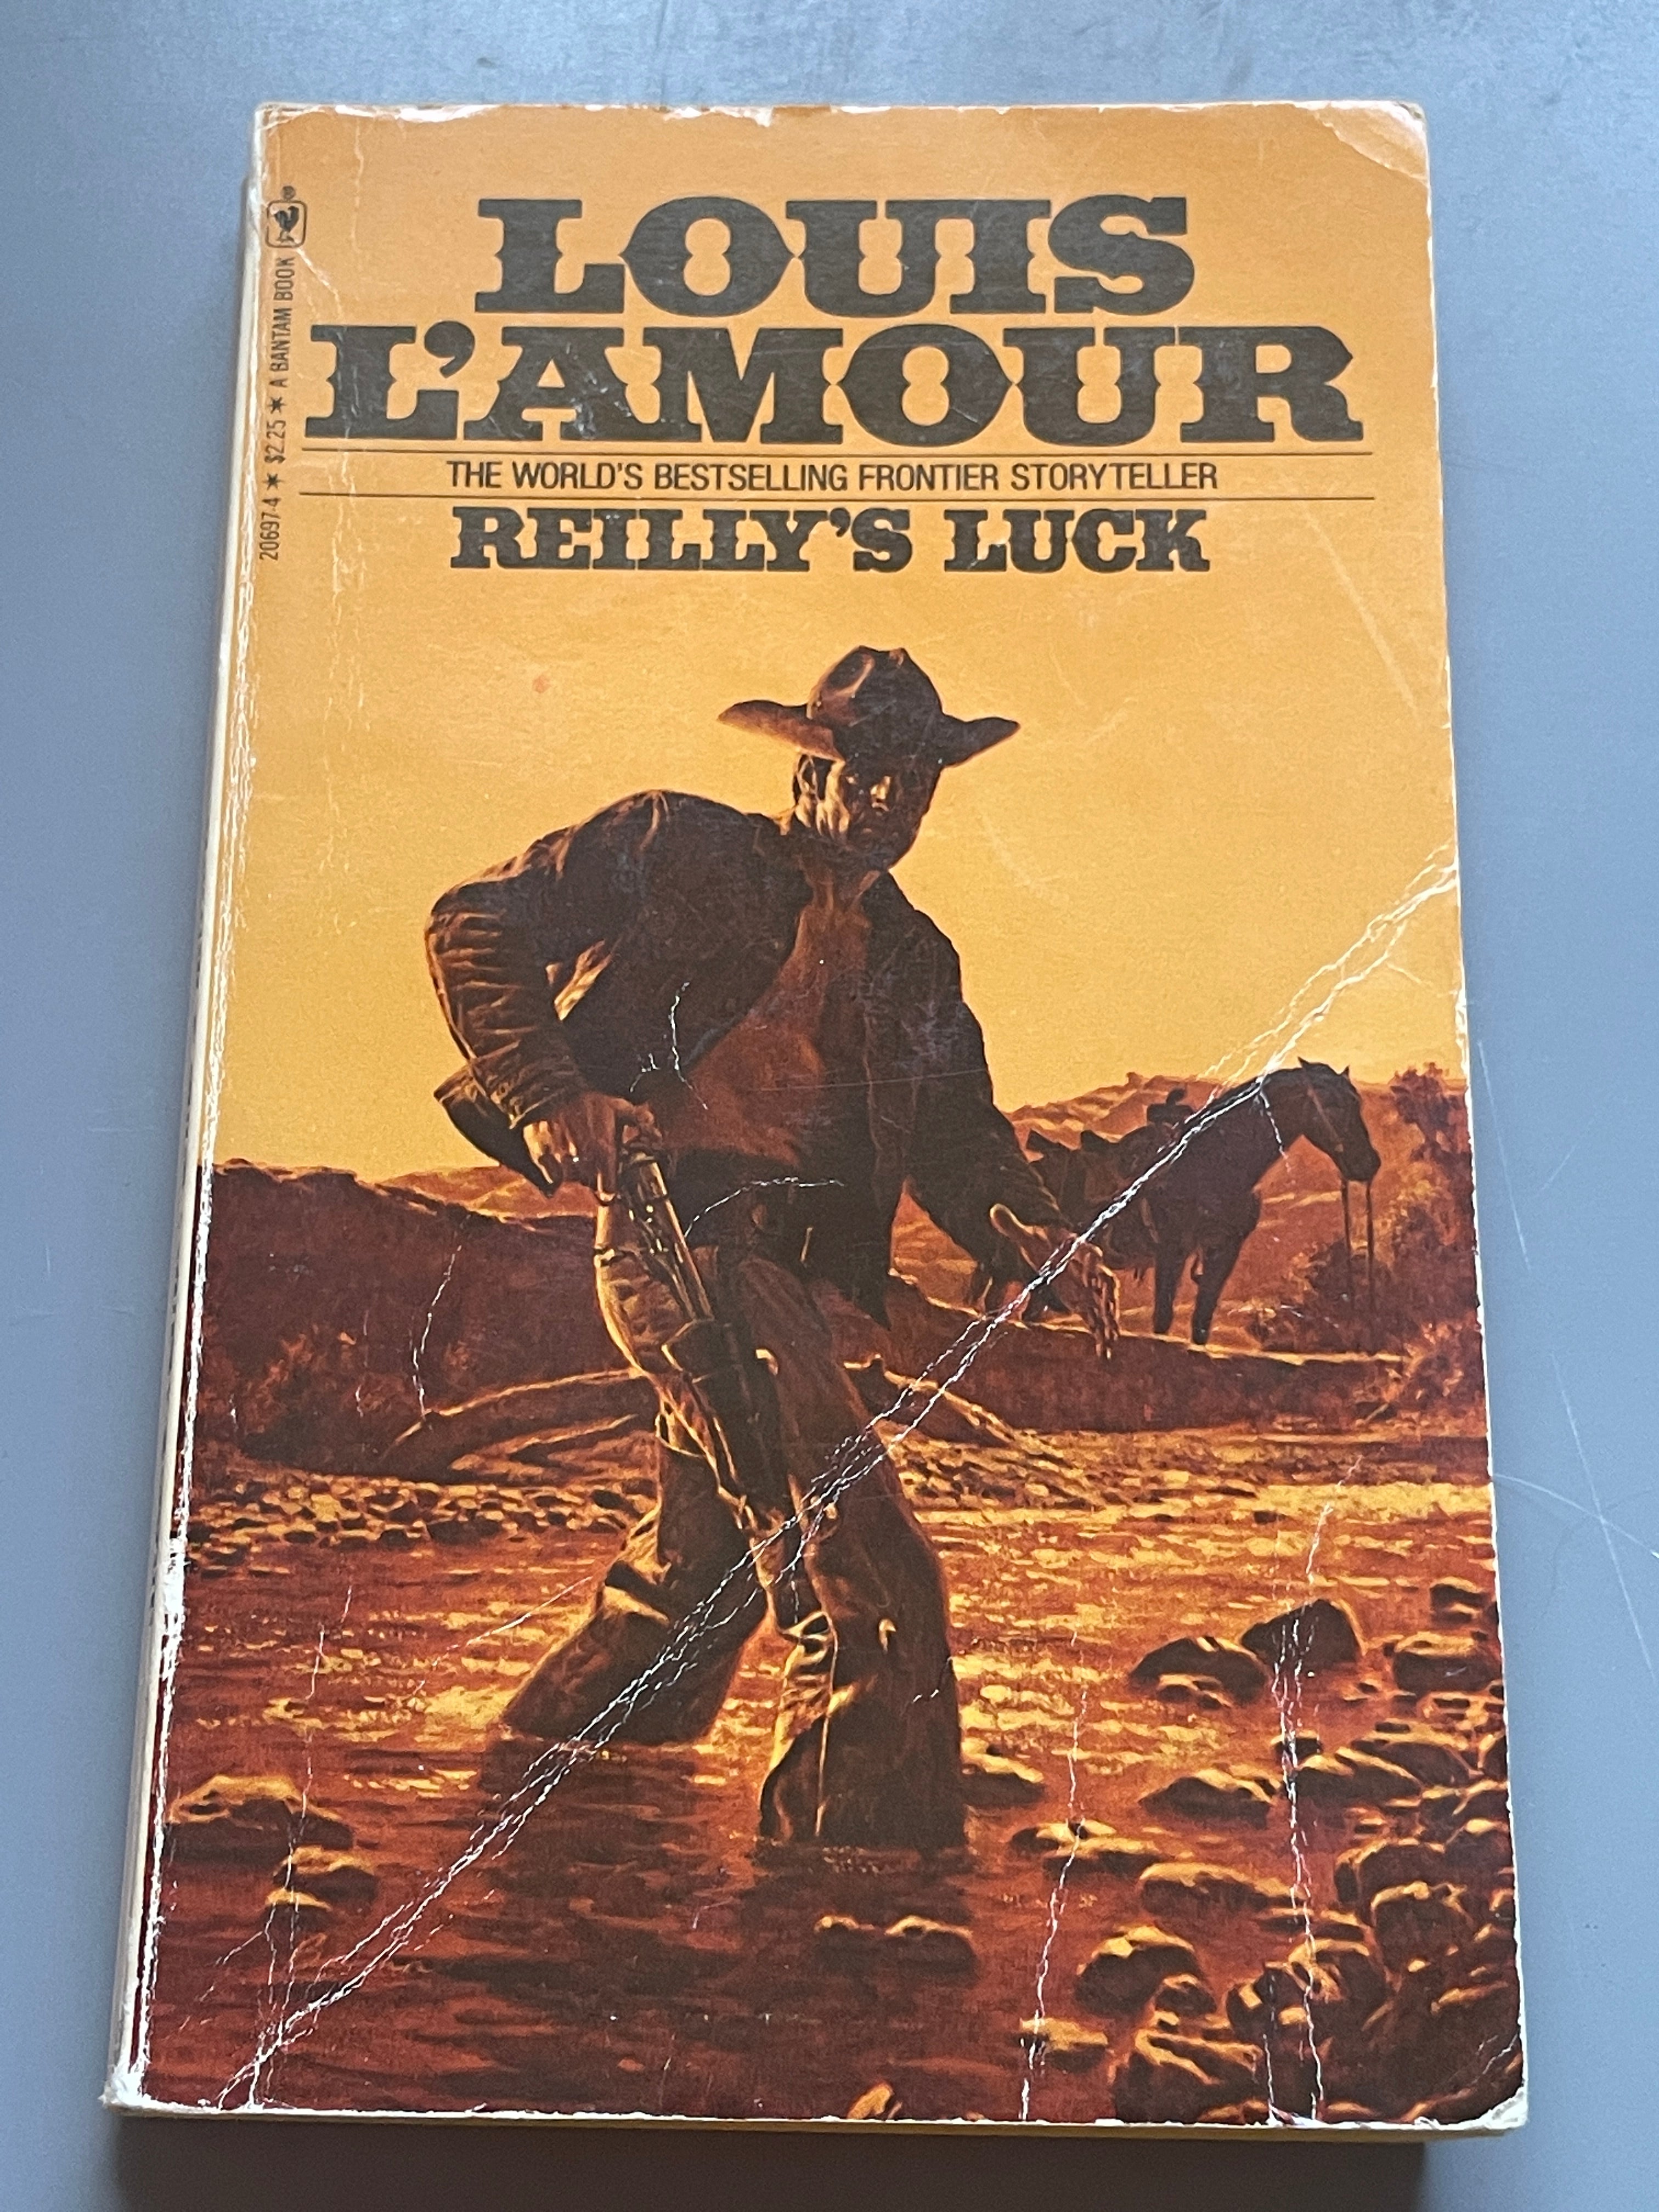 LOUIS
L'AMOUR
THE WORLD'S BESTSELLING FRONTIER STORYTELLER
REILLY'S LUCK
20697-4 ★ $2.25 ★ A BANTAM BOOK ®